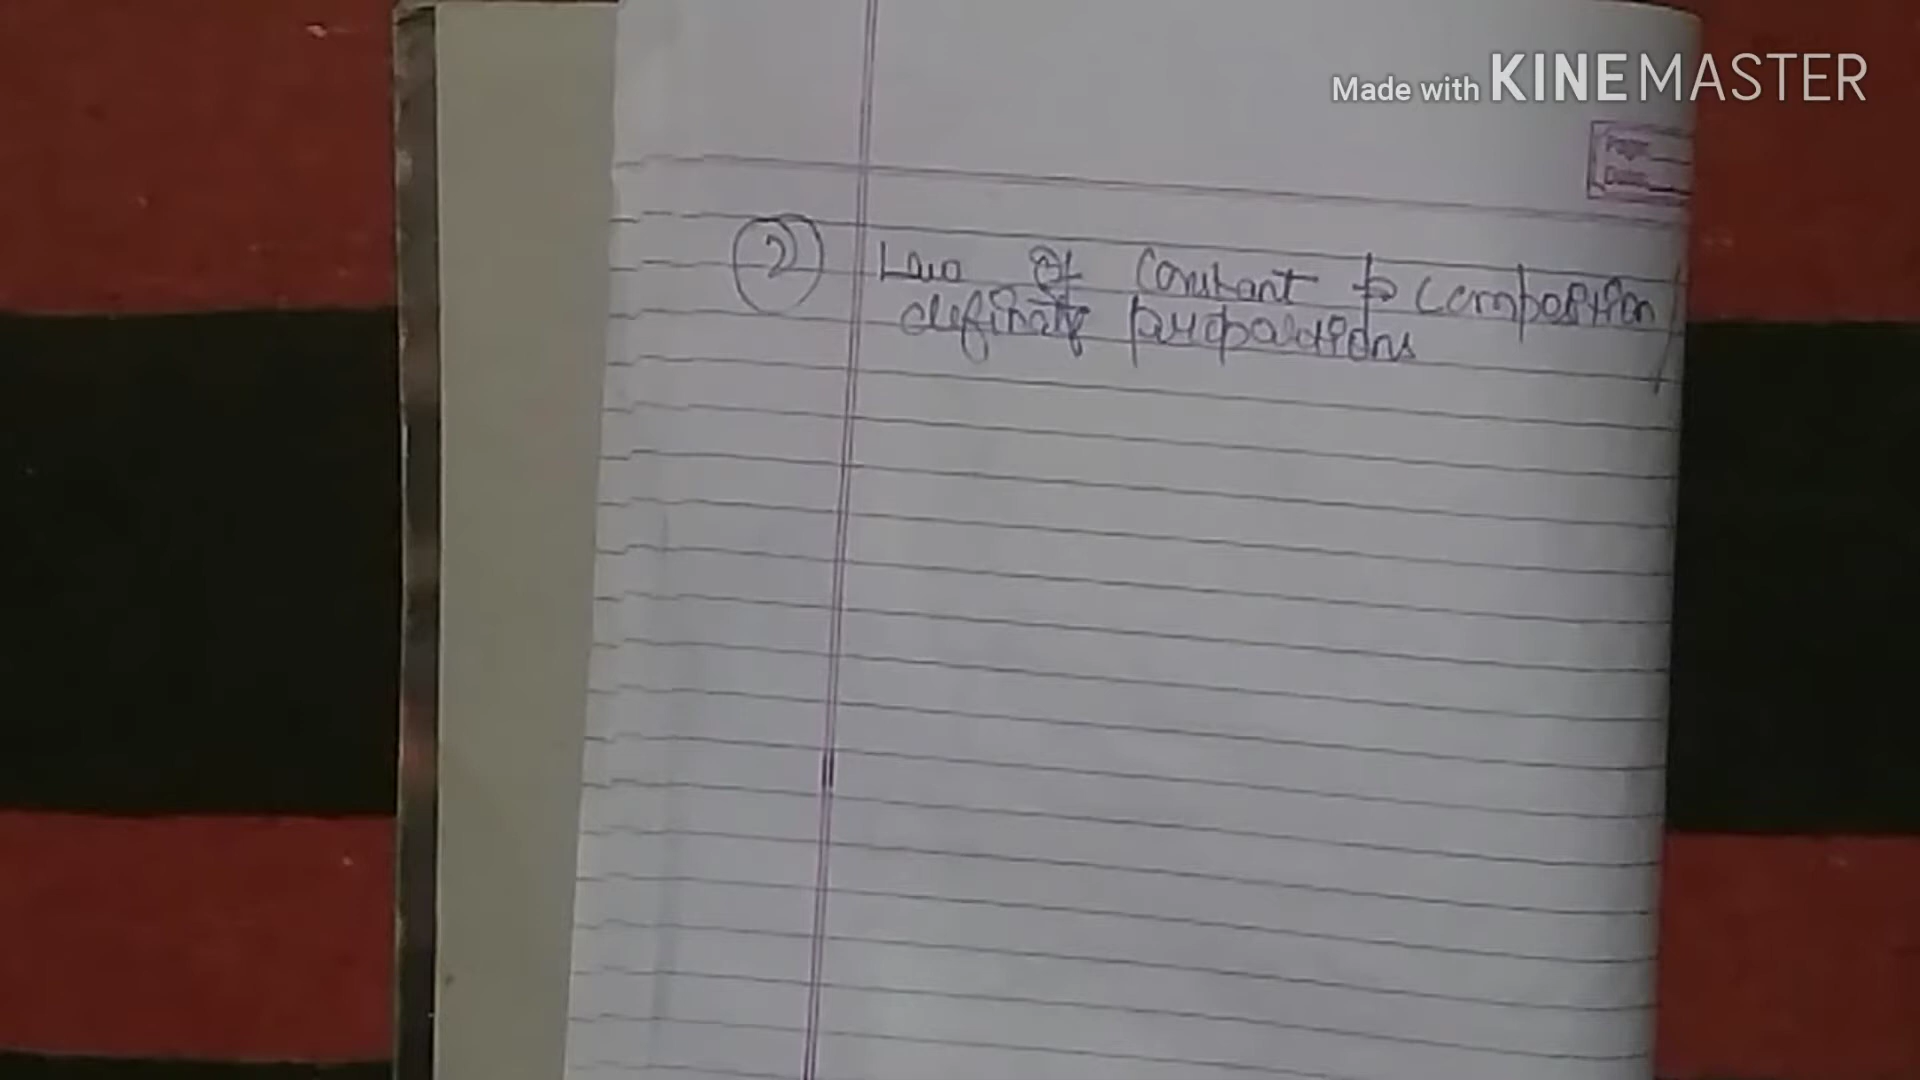 Made with KINEMASTER
Page
Date
2 Law Of Constant Composition /
definite proportions